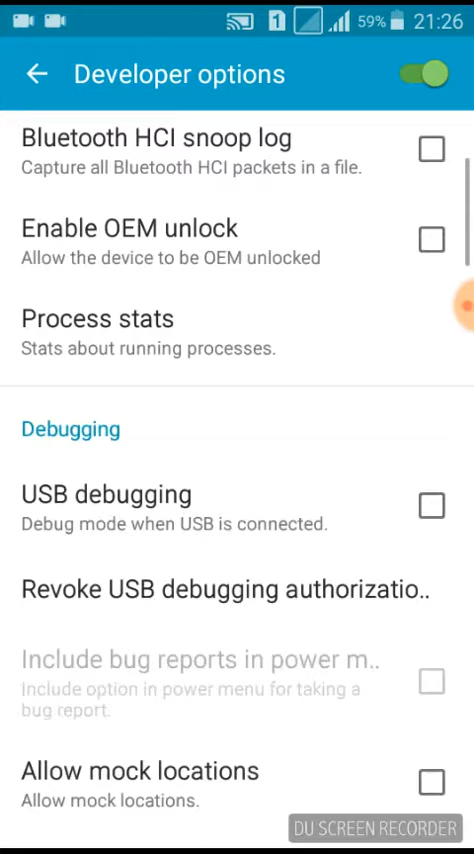 1 59% 21:26
Developer options
Bluetooth HCI snoop log
Capture all Bluetooth HCI packets in a file.
Enable OEM unlock
Allow the device to be OEM unlocked
Process stats
Stats about running processes.
Debugging
USB debugging
Debug mode when USB is connected.
Revoke USB debugging authorizatio..
Include bug reports in power m..
Include option in power menu for taking a
bug report.
Allow mock locations
Allow mock locations.
DU SCREEN RECORDER